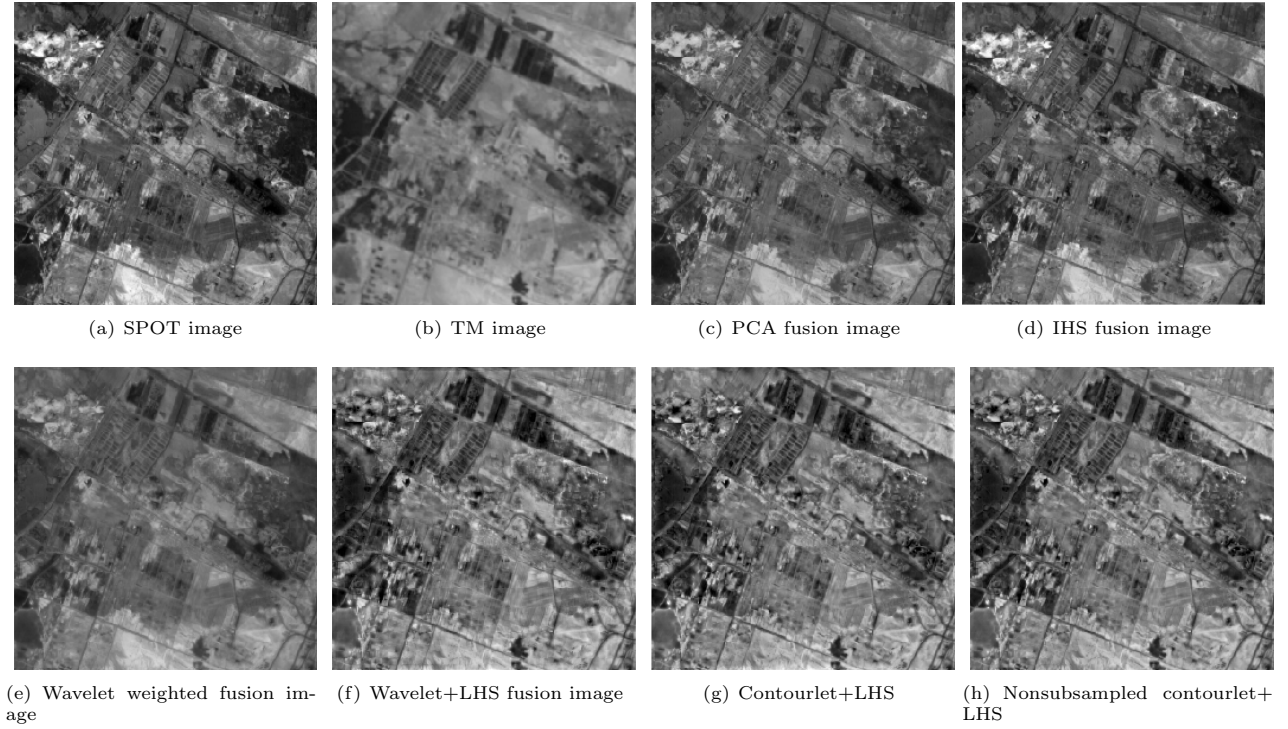 (a) SPOT image
(b) TM image
(c) PCA fusion image
(d) IHS fusion image
(e) Wavelet weighted fusion im-
age
(f) Wavelet+LHS fusion image
(g) Contourlet+LHS
(h) Nonsubsampled contourlet+
LHS